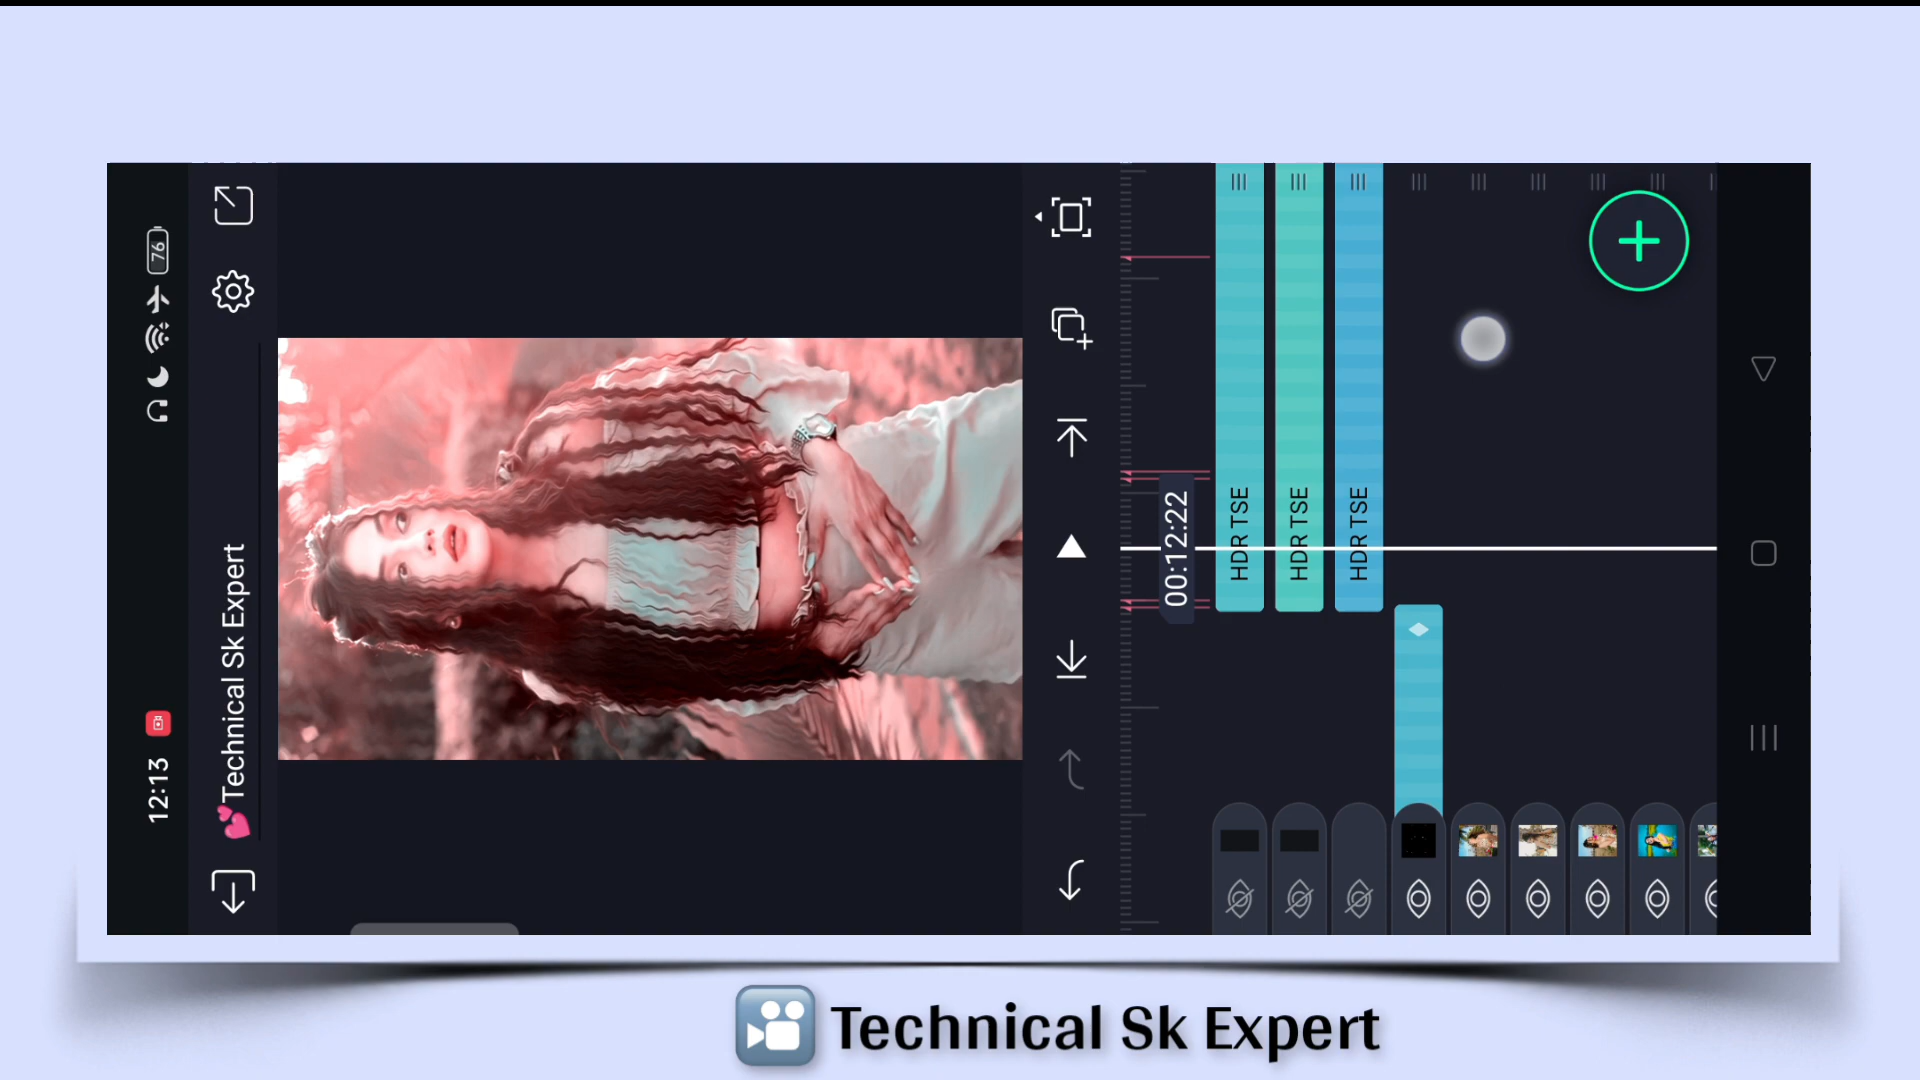 12:13
76
💕Technical Sk Expert
00:12:22
HDR TSE
HDR TSE
HDR TSE
Technical Sk Expert